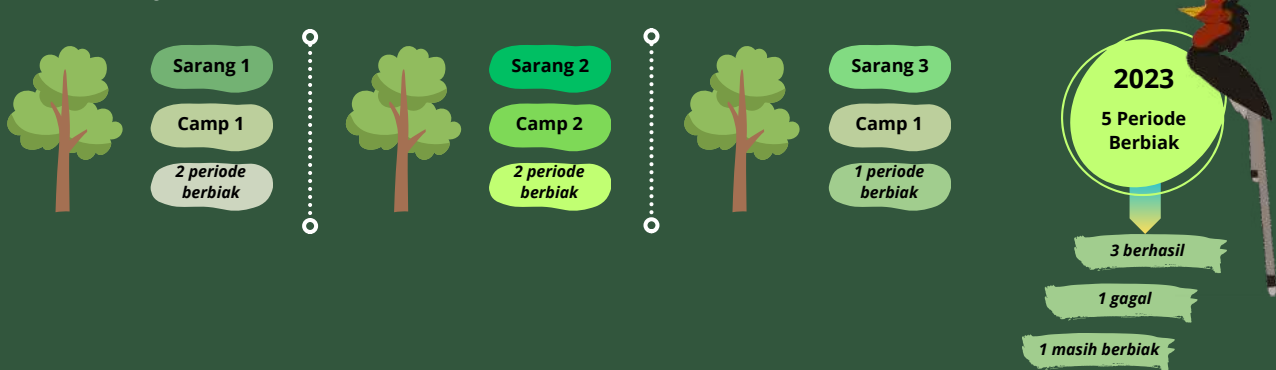 Sarang 1
Camp 1
2 periode
berbiak
Sarang 2
Camp 2
2 periode
berbiak
Sarang 3
Camp 1
1 periode
berbiak
2023
5 Periode
Berbiak
3 berhasil
1 gagal
1 masih berbiak